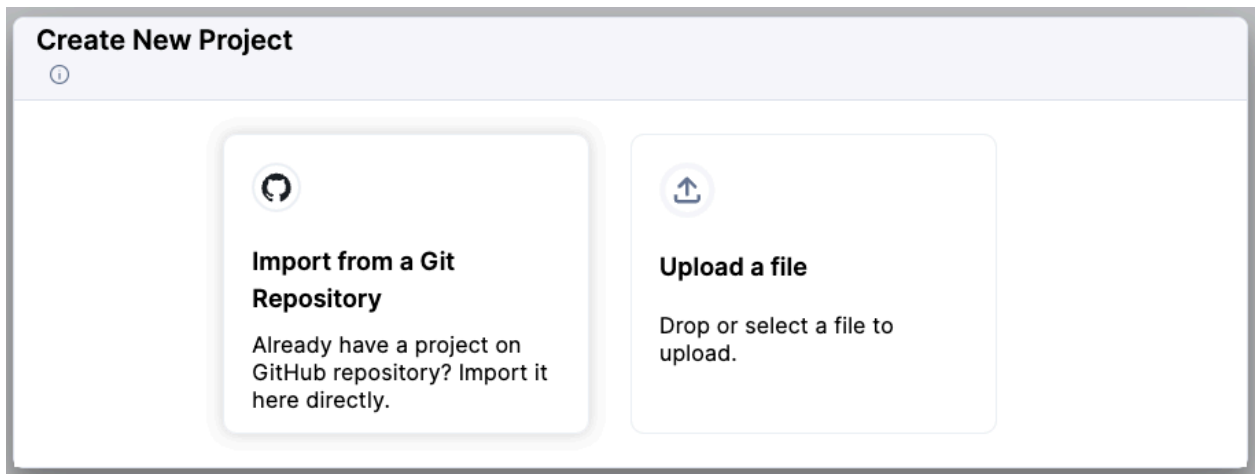 Create New Project
Import from a Git
Repository
Already have a project on
GitHub repository? Import it
here directly.
Upload a file
Drop or select a file to
upload.